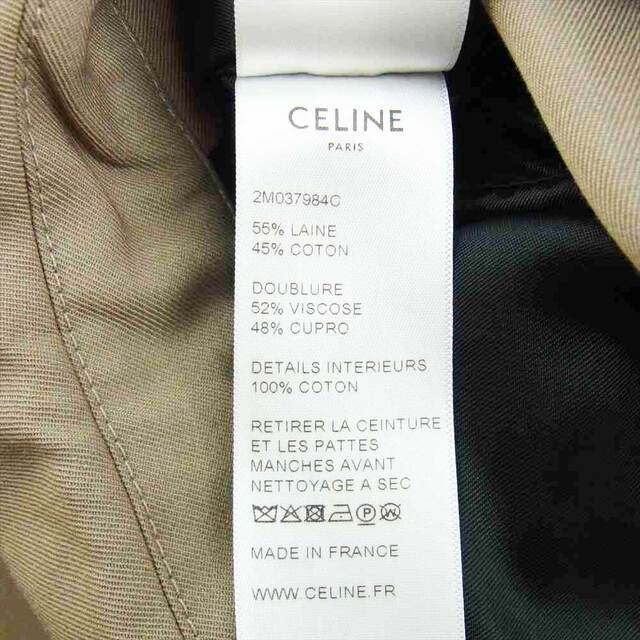 CELINE
PARIS
2M037984C
55% LAINE
45% COTON
DOUBLURE
52% VISCOSE
48% CUPRO
DETAILS INTERIEURS
100% COTON
RETIRER LA CEINTURE
ET LES PATTES
MANCHES AVANT
NETTOYAGE A SEC
MADE IN FRANCE
WWW.CELINE.FR